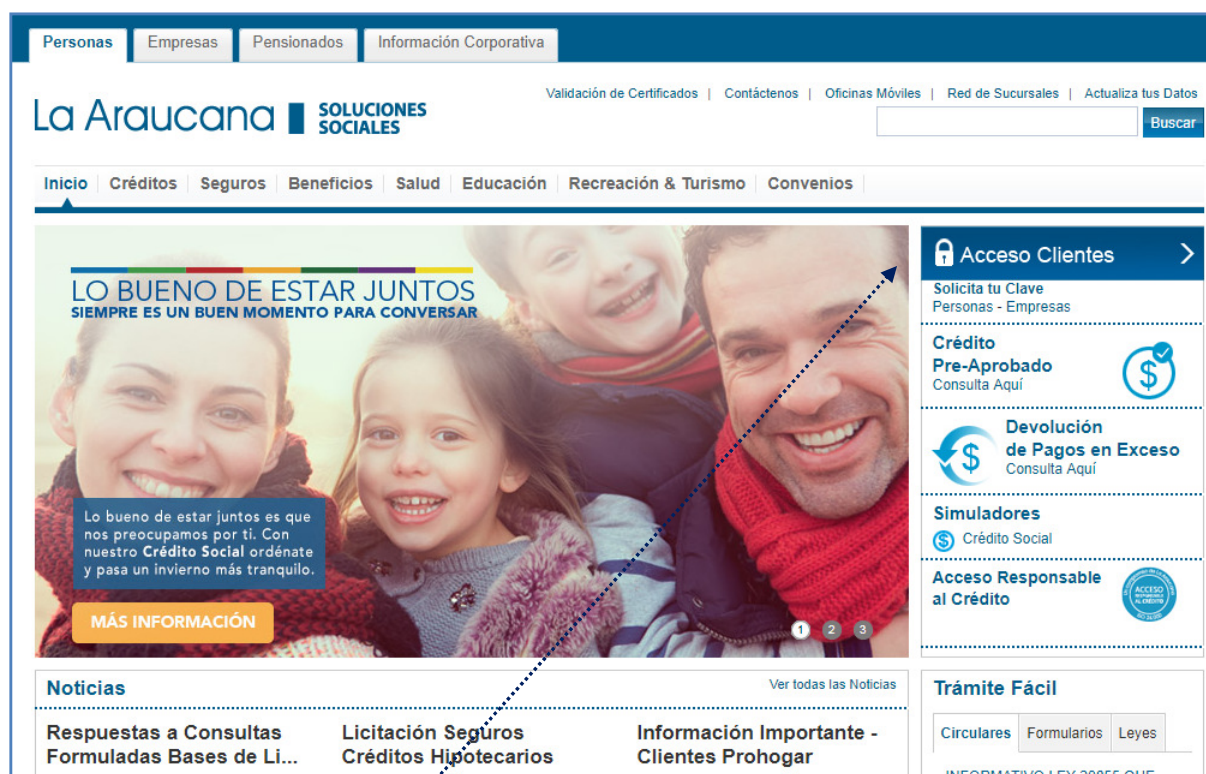 Personas Empresas Pensionados Información Corporativa
La Araucana SOLUCIONES SOCIALES
Validación de Certificados | Contáctenos | Oficinas Móviles | Red de Sucursales | Actualiza tus Datos
Buscar
Inicio Créditos Seguros Beneficios Salud Educación Recreación & Turismo Convenios
LO BUENO DE ESTAR JUNTOS
SIEMPRE ES UN BUEN MOMENTO PARA CONVERSAR
Lo bueno de estar juntos es que
nos preocupamos por ti. Con
nuestro Crédito Social ordénate
y pasa un invierno más tranquilo.
MÁS INFORMACIÓN
1 2 3
Acceso Clientes
Solicita tu Clave
Personas - Empresas
Crédito
Pre-Aprobado
Consulta Aquí
$
Devolución
de Pagos en Exceso
Consulta Aquí
$
Simuladores
$ Crédito Social
Acceso Responsable
al Crédito
ACCESO
Noticias
Ver todas las Noticias
Respuestas a Consultas
Formuladas Bases de Li...
Licitación Seguros
Créditos Hipotecarios
Información Importante -
Clientes Prohogar
Trámite Fácil
Circulares Formularios Leyes
INFORMATIVO LEY 20855 QUE